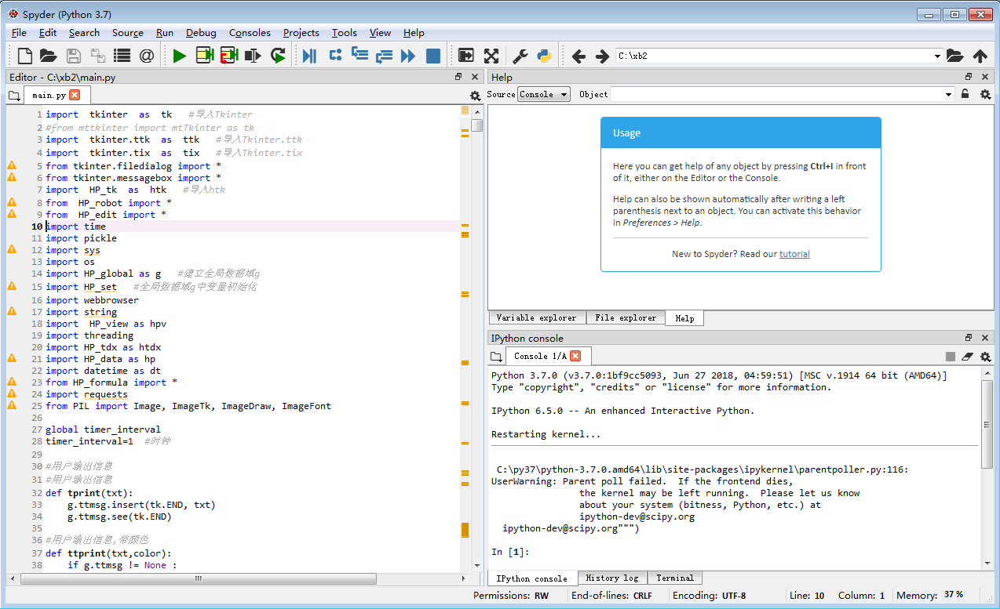 Spyder (Python 3.7)
File Edit Search Source Run Debug Consoles Projects Tools View Help
C:\xb2
Editor - C:\xb2\main.py
main.py
1 import  tkinter  as  tk   #导入Tkinter
2 #from mttkinter import mtTkinter as tk
3 import  tkinter.ttk  as  ttk   #导入Tkinter.ttk
4 import  tkinter.tix  as  tix   #导入Tkinter.tix
5 from tkinter.filedialog import *
6 from tkinter.messagebox import *
7 import  HP_tk  as  htk   #导入htk
8 from  HP_robot import *
9 from  HP_edit import *
10 import time
11 import pickle
12 import sys
13 import os
14 import HP_global as g   #建立全局数据域g
15 import HP_set   #全局数据域g中变量初始化
16 import webbrowser
17 import string
18 import  HP_view as hpv
19 import threading
20 import HP_tdx as htdx
21 import HP_data as hp
22 import datetime as dt
23 from HP_formula import *
24 import requests
25 from PIL import Image, ImageTk, ImageDraw, ImageFont
26
27 global timer_interval
28 timer_interval=1  #时钟
29
30 #用户输出信息
31 #用户输出信息
32 def tprint(txt):
33     g.ttmsg.insert(tk.END, txt)
34     g.ttmsg.see(tk.END)
35
36 #用户输出信息,带颜色
37 def ttprint(txt,color):
38     if g.ttmsg != None :
Help
Source Console Object
Usage
Here you can get help of any object by pressing Ctrl+I in front
of it, either on the Editor or the Console.
Help can also be shown automatically after writing a left
parenthesis next to an object. You can activate this behavior
in Preferences > Help.
New to Spyder? Read our tutorial
Variable explorer File explorer Help
IPython console
Console 1/A
Python 3.7.0 (v3.7.0:1bf9cc5093, Jun 27 2018, 04:59:51) [MSC v.1914 64 bit (AMD64)]
Type "copyright", "credits" or "license" for more information.
IPython 6.5.0 -- An enhanced Interactive Python.
Restarting kernel...
C:\py37\python-3.7.0.amd64\lib\site-packages\ipykernel\parentpoller.py:116:
UserWarning: Parent poll failed.  If the frontend dies,
the kernel may be left running.  Please let us know
about your system (bitness, Python, etc.) at
ipython-dev@scipy.org
ipython-dev@scipy.org""")
In [1]:
IPython console History log Terminal
Permissions: RW End-of-lines: CRLF Encoding: UTF-8 Line: 10 Column: 1 Memory: 37 %